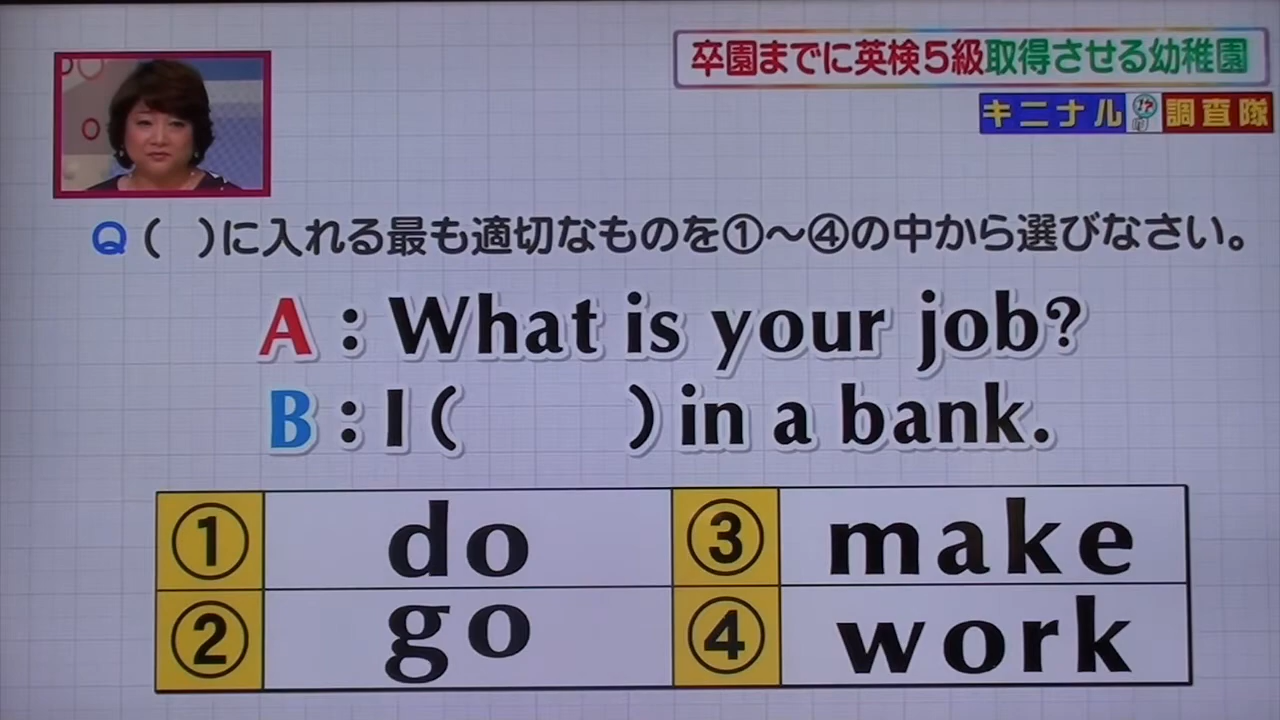 卒園までに英検5級取得させる幼稚園
キニナル !? 調査隊
Q ( )に入れる最も適切なものを①～④の中から選びなさい。
A : What is your job?
B : I ( ) in a bank.
① do ③ make
② go ④ work